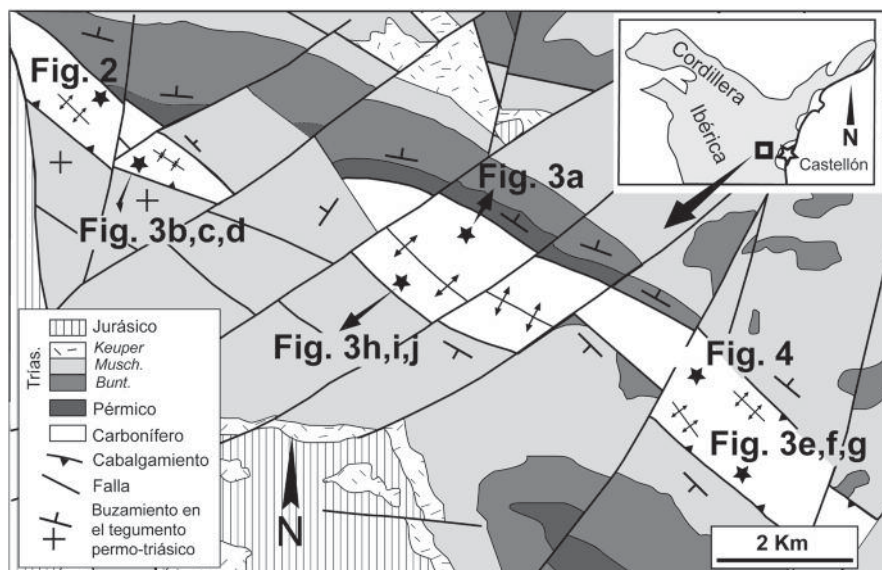 Fig. 2
Fig. 3b,c,d
Fig. 3a
Fig. 3h,i,j
Fig. 4
Fig. 3e,f,g
Cordillera
Ibérica
N
Castellón
Jurásico
Trías.
Keuper
Musch.
Bunt.
Pérmico
Carbonífero
Cabalgamiento
Falla
Buzamiento en
el tegumento
permo-triásico
N
2 Km